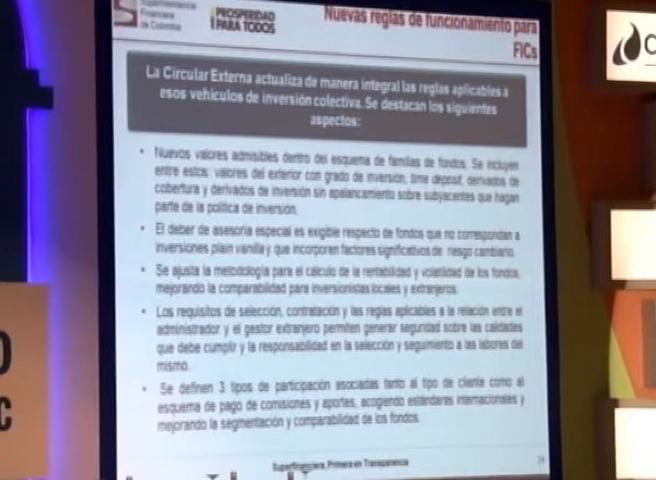 Superintendencia
Financiera
de Colombia
PROSPERIDAD
PARA TODOS
Nuevas reglas de funcionamiento para
FICs
La Circular Externa actualiza de manera integral las reglas aplicables a
esos vehículos de inversión colectiva. Se destacan los siguientes
aspectos:
• Nuevos valores admisibles dentro del esquema de familias de fondos. Se incluyen
entre estos: valores del exterior con grado de inversión, time deposit, derivados de
cobertura y derivados de inversión sin apalancamiento sobre subyacentes que hagan
parte de la política de inversión.
• El deber de asesoría especial es exigible respecto de fondos que no correspondan a
inversiones plain vanilla y que incorporen factores significativos de riesgo cambiario.
• Se ajusta la metodología para el cálculo de la rentabilidad y volatilidad de los fondos,
mejorando la comparabilidad para inversionistas locales y extranjeros.
• Los requisitos de selección, contratación y las reglas aplicables a la relación entre el
administrador y el gestor extranjero permiten generar seguridad sobre las calidades
que debe cumplir y la responsabilidad en la selección y seguimiento a las labores del
mismo.
• Se definen 3 tipos de participación asociadas tanto al tipo de cliente como al
esquema de pago de comisiones y aportes, acogiendo estándares internacionales y
mejorando la segmentación y comparabilidad de los fondos.
Superfinanciera, Primera en Transparencia
O
C